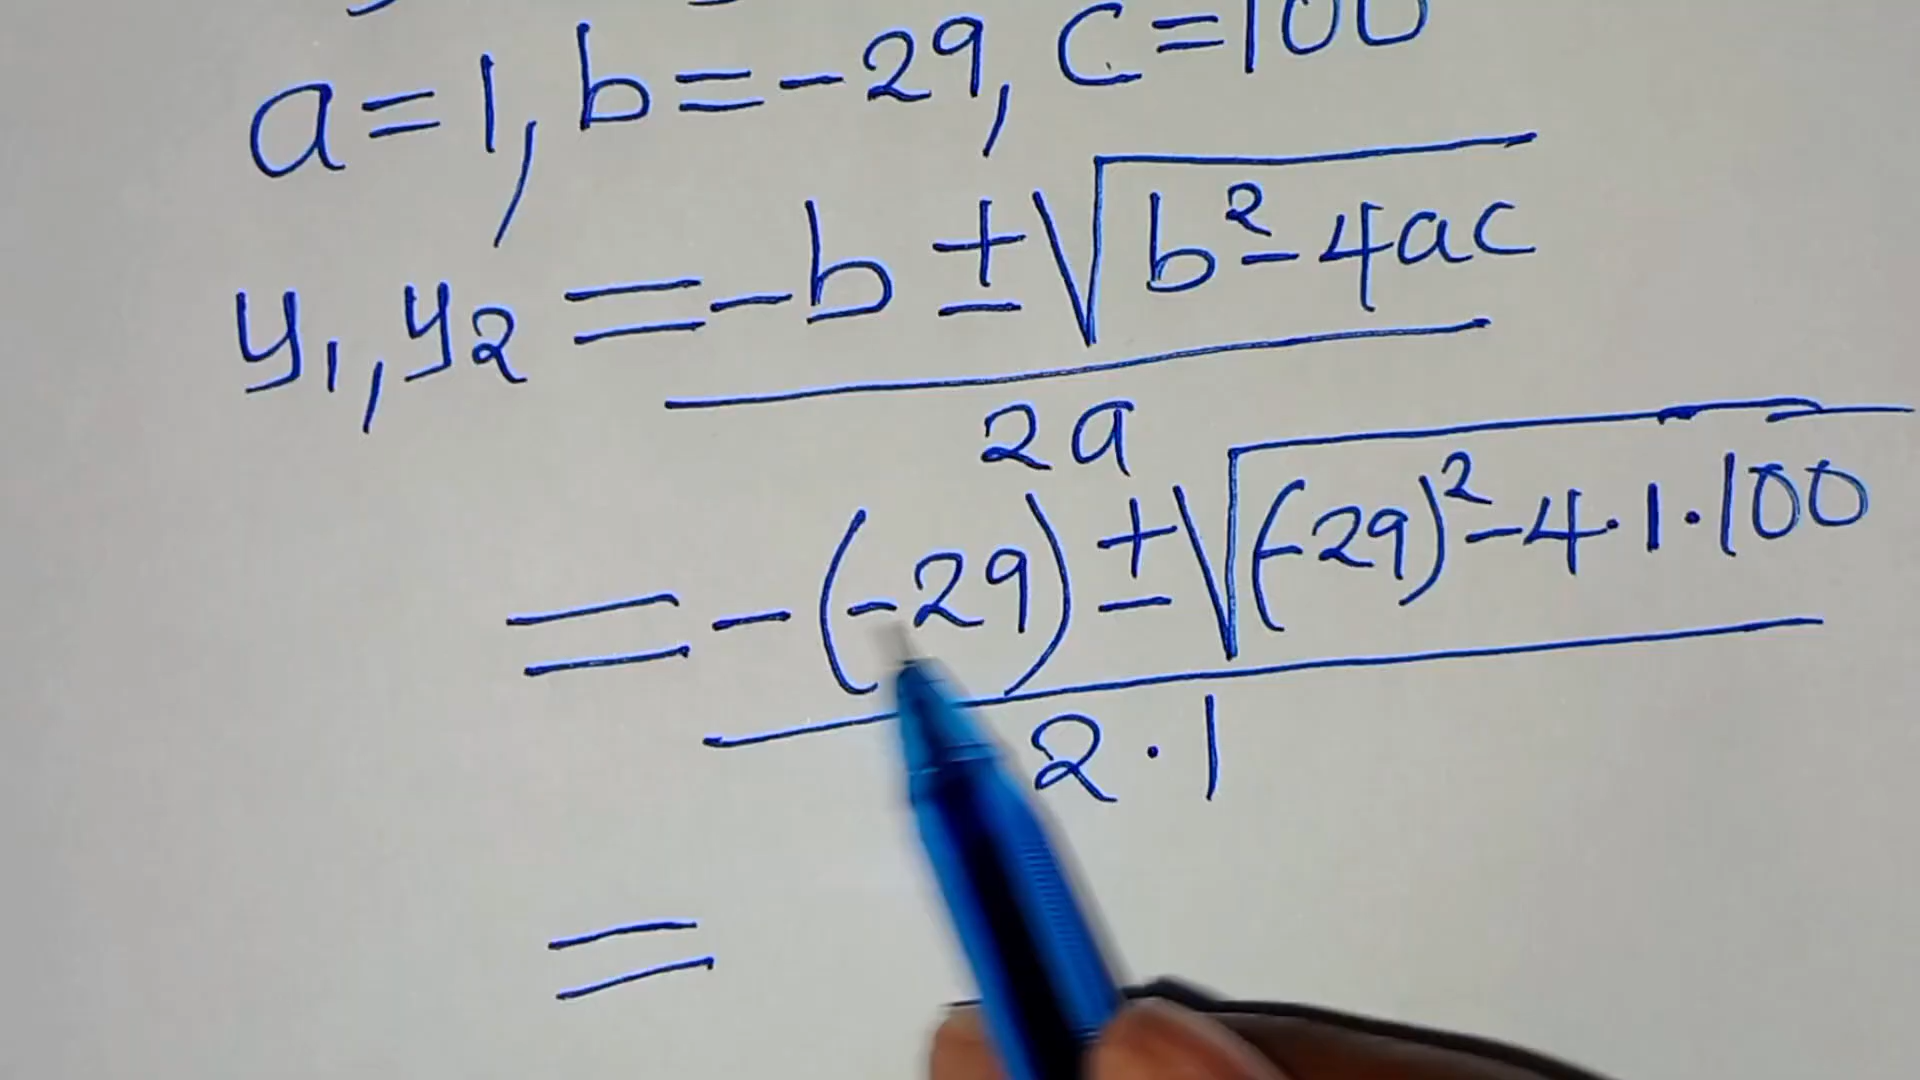 a=1, b=-29, c=100
y₁, y₂ = -b ± √b²-4ac
2a
= -(-29) ± √(-29)²-4·1·100
2·1
=